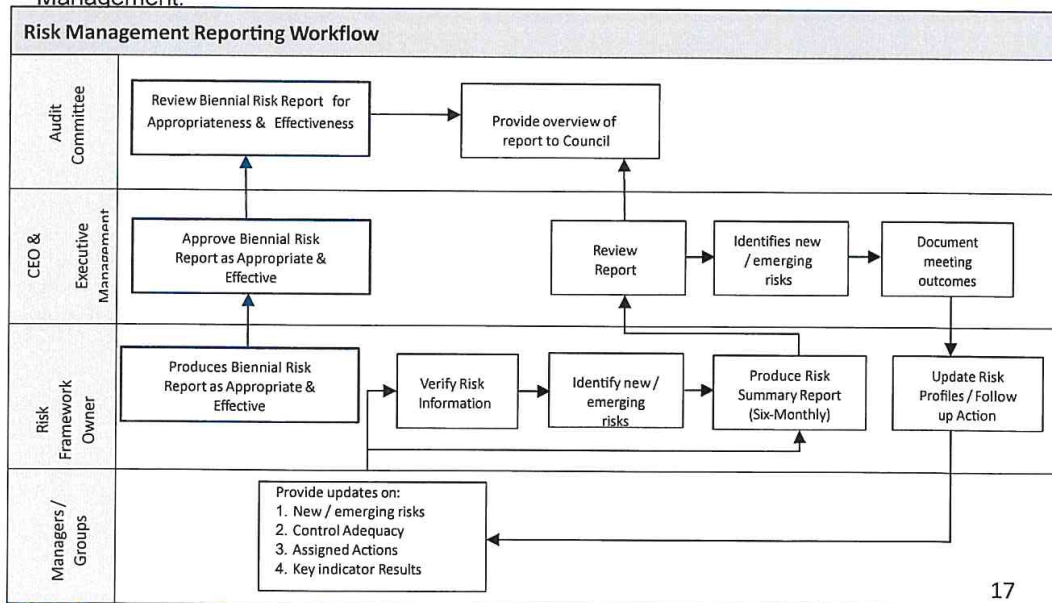 Management.
Risk Management Reporting Workflow
Audit
Committee
Review Biennial Risk Report for
Appropriateness & Effectiveness
Provide overview of
report to Council
CEO &
Executive
Management
Approve Biennial Risk
Report as Appropriate &
Effective
Review
Report
Identifies new
/ emerging
risks
Document
meeting
outcomes
Risk
Framework
Owner
Produces Biennial Risk
Report as Appropriate &
Effective
Verify Risk
Information
Identify new /
emerging
risks
Produce Risk
Summary Report
(Six-Monthly)
Update Risk
Profiles / Follow
up Action
Managers /
Groups
Provide updates on:
1. New / emerging risks
2. Control Adequacy
3. Assigned Actions
4. Key indicator Results
17